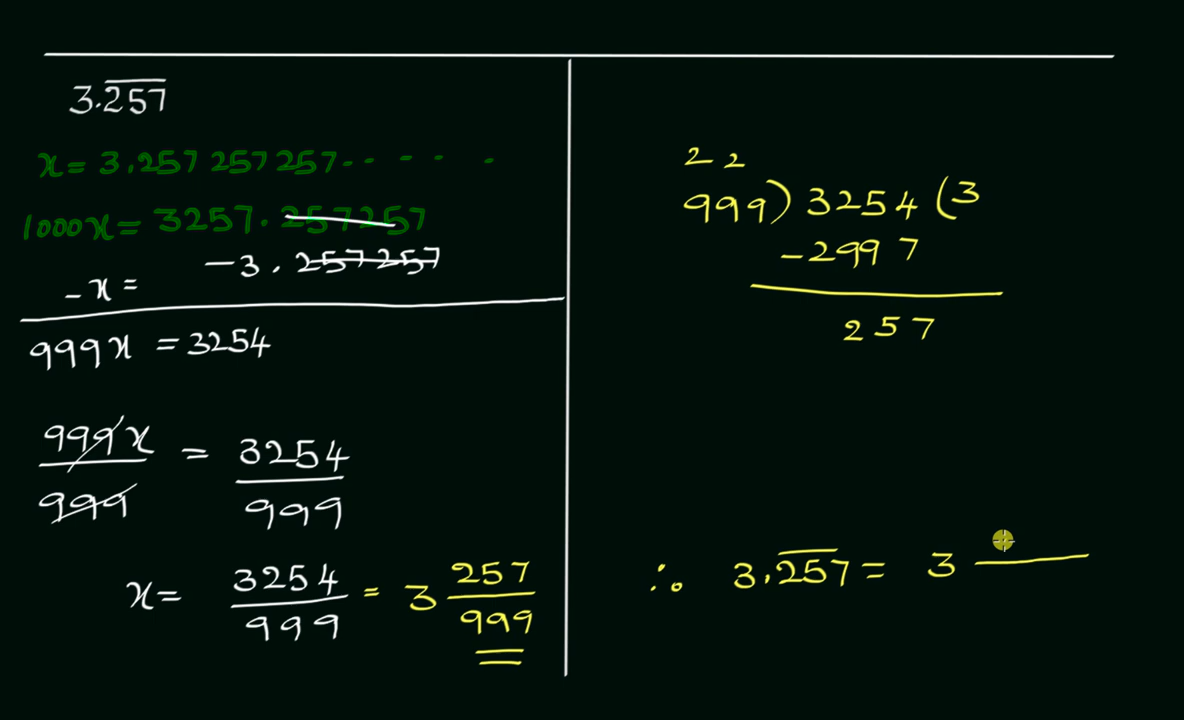 3.2̅5̅7̅
x = 3.257 257 257 - - - - -
1000x = 3257.257257
-x = -3.257257
999x = 3254
999x/999 = 3254/999
x = 3254/999 = 3 257/999
2 2
999) 3254 (3
-2997
257
∴ 3.2̅5̅7̅ = 3